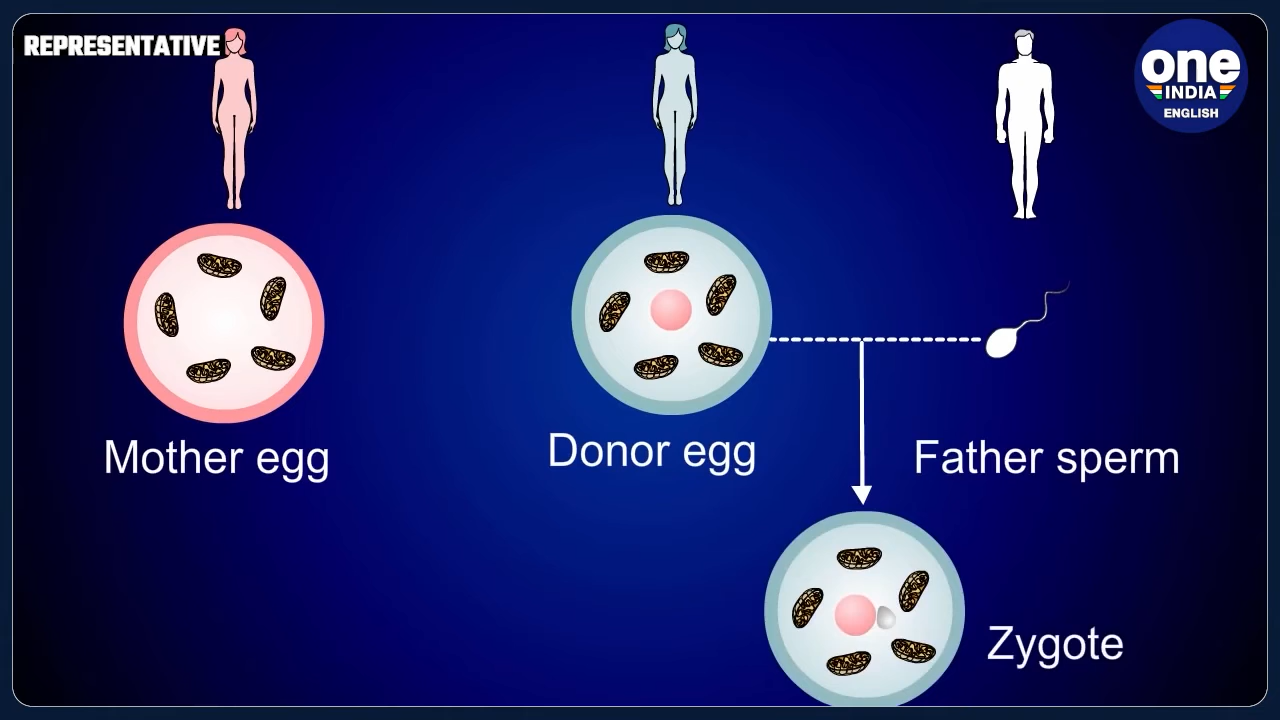 REPRESENTATIVE
one
INDIA
ENGLISH
Mother egg
Donor egg
Father sperm
Zygote